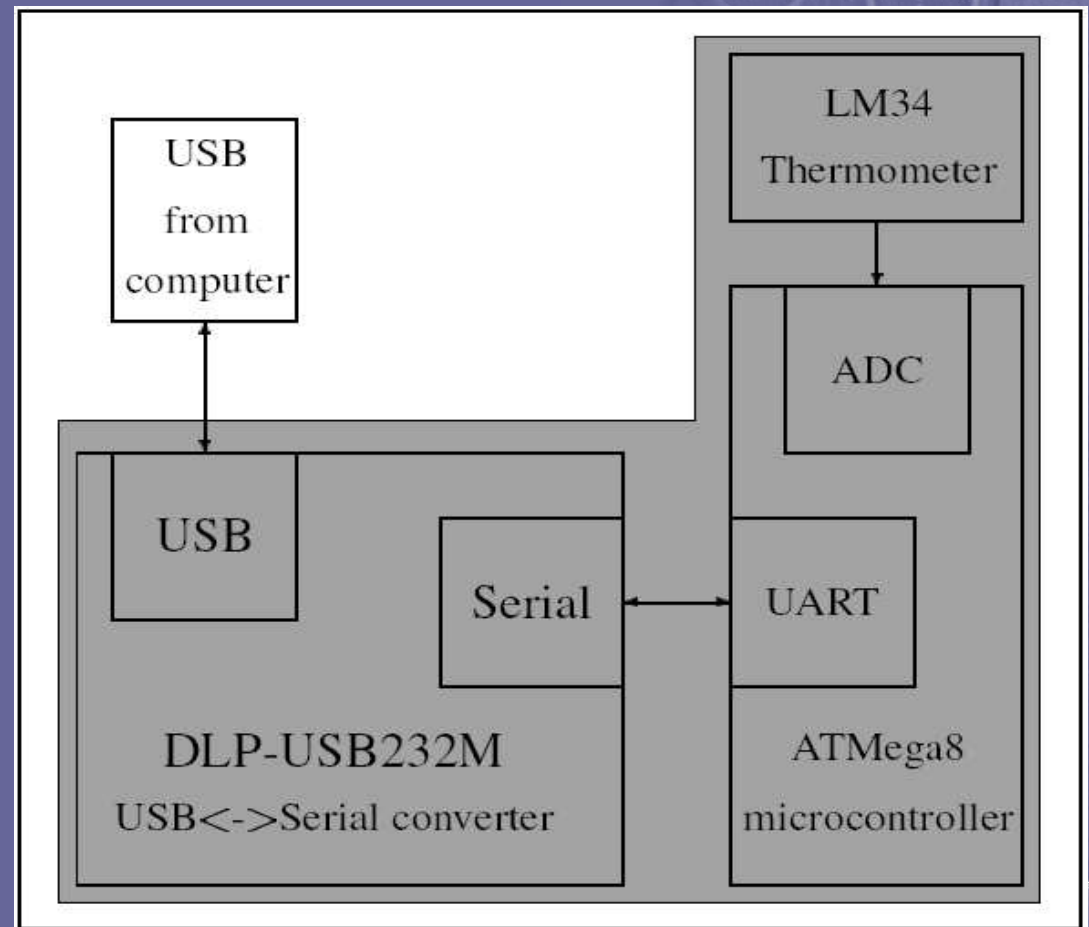 LM34
Thermometer
USB
from
computer
ADC
USB
Serial
UART
DLP-USB232M
USB<->Serial converter
ATMega8
microcontroller